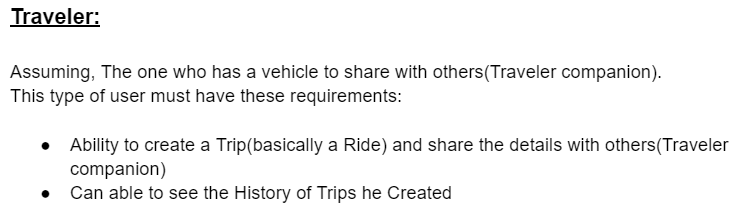 Traveler:
Assuming, The one who has a vehicle to share with others(Traveler companion).
This type of user must have these requirements:
● Ability to create a Trip(basically a Ride) and share the details with others(Traveler
companion)
● Can able to see the History of Trips he Created